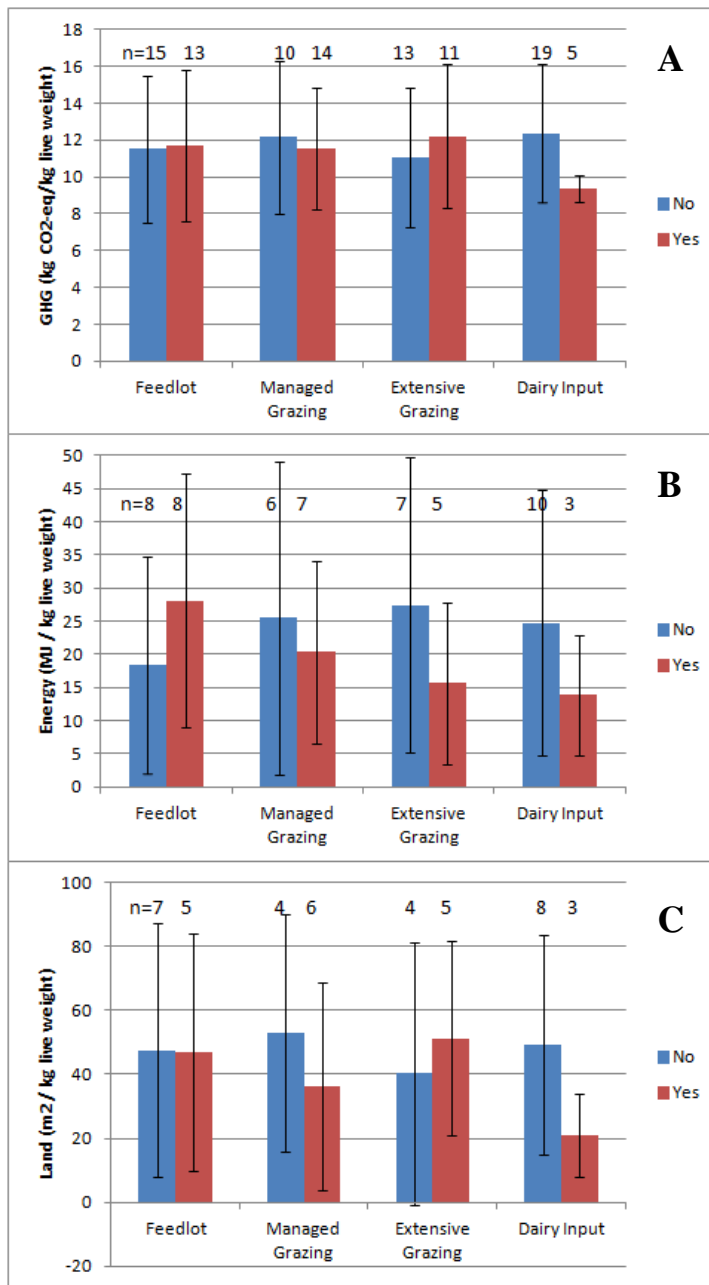 A
GHG (kg CO2-eq/kg live weight)
18
16
14
12
10
8
6
4
2
0
n=15 13 10 14 13 11 19 5
Feedlot
Managed
Grazing
Extensive
Grazing
Dairy Input
No
Yes
B
Energy (MJ / kg live weight)
50
45
40
35
30
25
20
15
10
5
0
n=8 8 6 7 7 5 10 3
Feedlot
Managed
Grazing
Extensive
Grazing
Dairy Input
No
Yes
C
Land (m2/ kg live weight)
100
80
60
40
20
0
-20
n=7 5 4 6 4 5 8 3
Feedlot
Managed
Grazing
Extensive
Grazing
Dairy Input
No
Yes